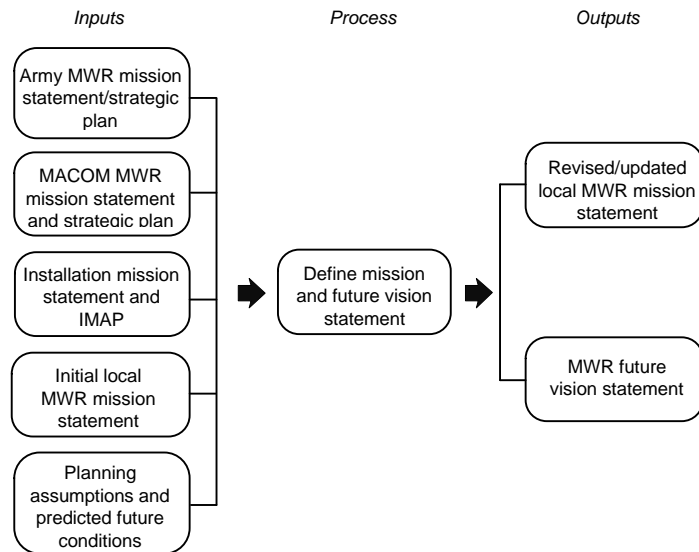 Inputs
Process
Outputs
Army MWR mission
statement/strategic
plan
MACOM MWR
mission statement
and strategic plan
Installation mission
statement and
IMAP
Initial local
MWR mission
statement
Planning
assumptions and
predicted future
conditions
Define mission
and future vision
statement
Revised/updated
local MWR mission
statement
MWR future
vision statement